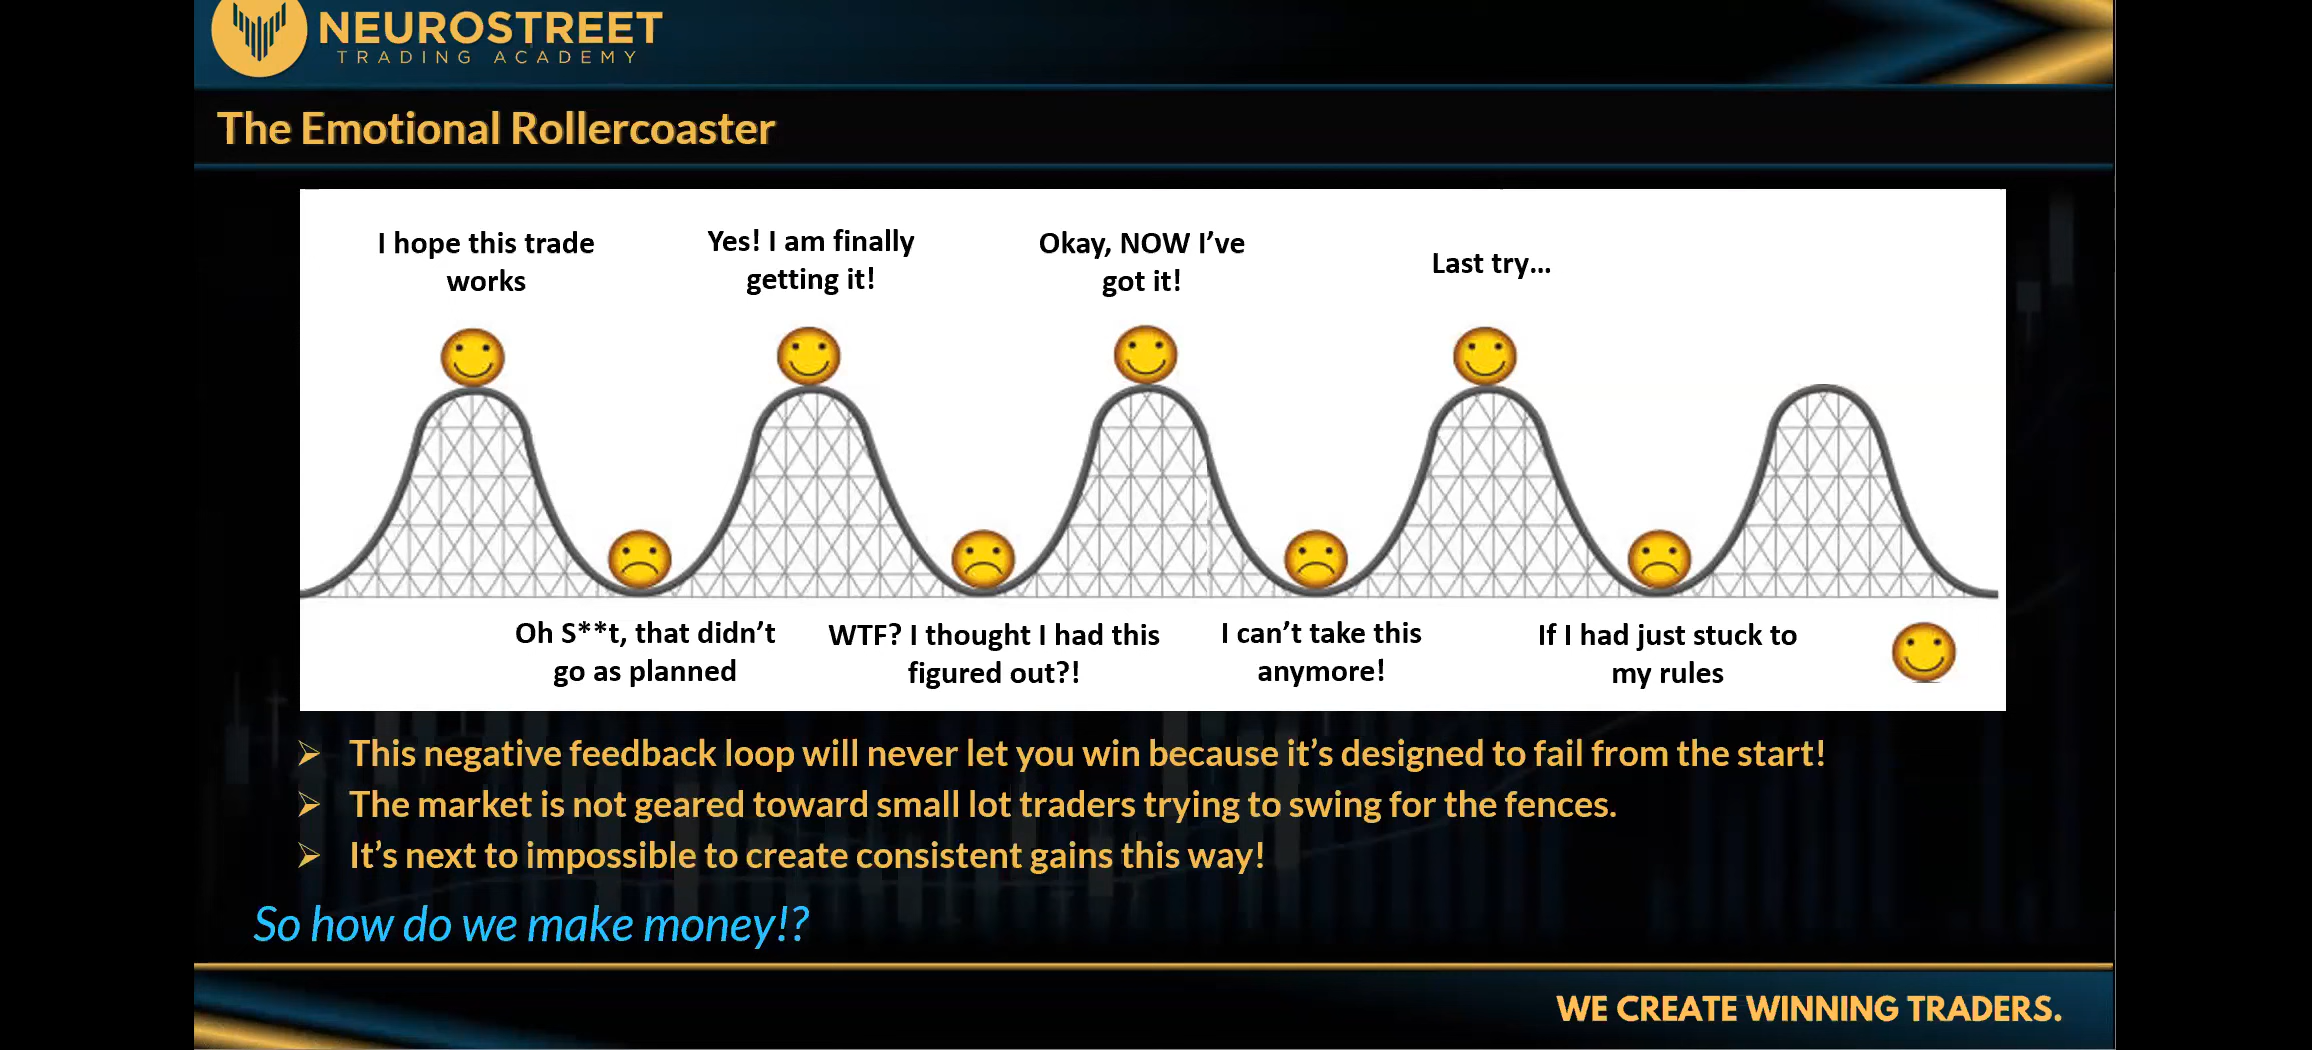 NEUROSTREET
TRADING ACADEMY
The Emotional Rollercoaster
I hope this trade
works
Yes! I am finally
getting it!
Okay, NOW I've
got it!
Last try...
Oh S**t, that didn't
go as planned
WTF? I thought I had this
figured out?!
I can't take this
anymore!
If I had just stuck to
my rules
➢ This negative feedback loop will never let you win because it's designed to fail from the start!
➢ The market is not geared toward small lot traders trying to swing for the fences.
➢ It's next to impossible to create consistent gains this way!
So how do we make money!?
WE CREATE WINNING TRADERS.